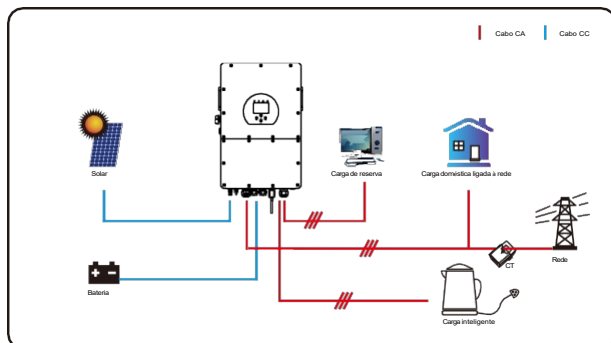 Cabo CA
Cabo CC
Solar
Carga de reserva
Carga doméstica ligada à rede
CT
Rede
Bateria
Carga inteligente